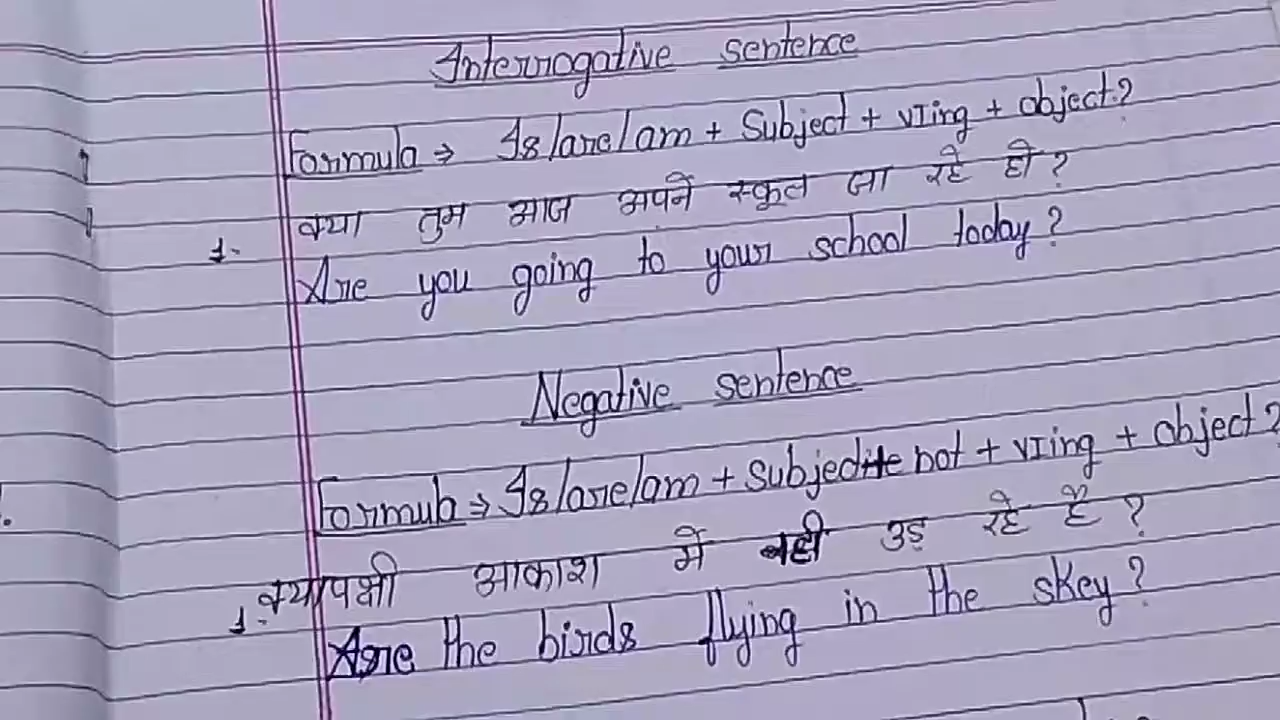 Interrogative sentence
Formula ⇒ Is/are/am + Subject + VIing + object?
क्या तुम आज अपने स्कूल जा रहे हो?
1.
Are you going to your school today?
Negative sentence
Formula ⇒ Is/are/am + Subject + not + VIing + object?
1. क्या पक्षी आकाश में नही उड़ रहे हैं?
Are the birds flying in the skey?